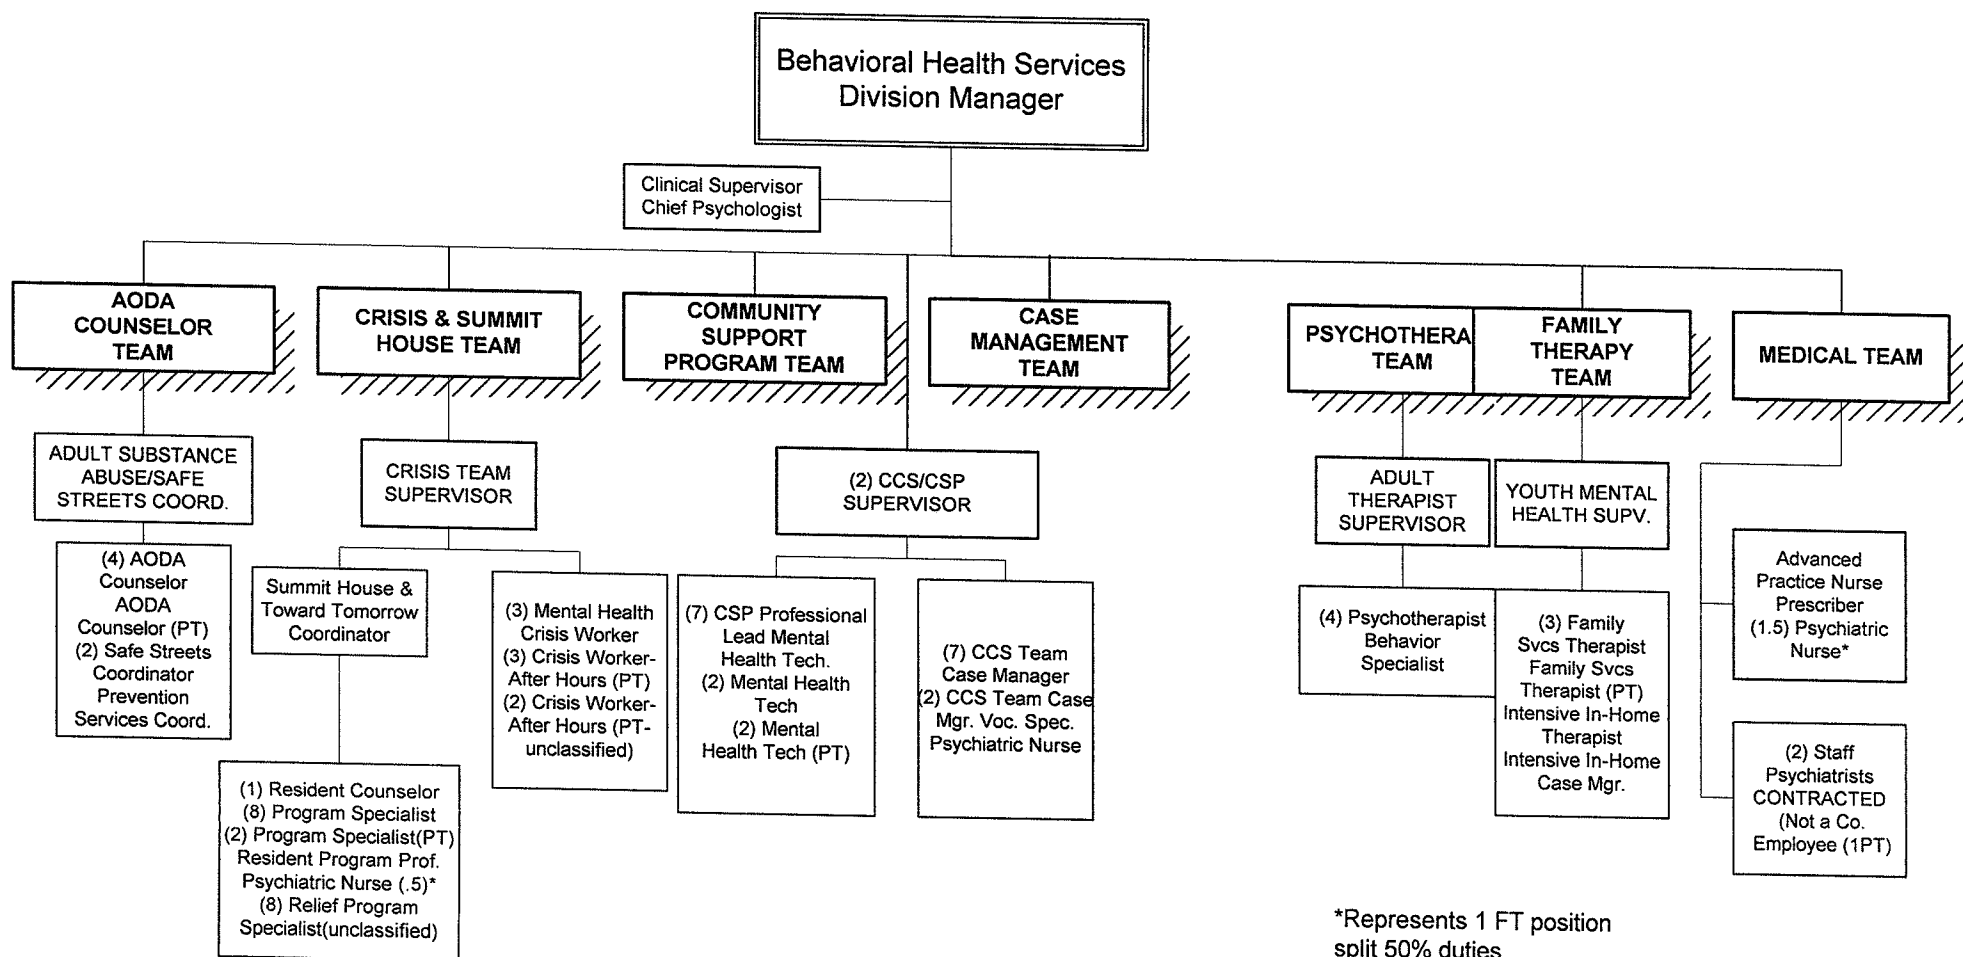 Behavioral Health Services
Division Manager
Clinical Supervisor
Chief Psychologist
AODA
COUNSELOR
TEAM
CRISIS & SUMMIT
HOUSE TEAM
COMMUNITY
SUPPORT
PROGRAM TEAM
CASE
MANAGEMENT
TEAM
PSYCHOTHERA
TEAM
FAMILY
THERAPY
TEAM
MEDICAL TEAM
ADULT SUBSTANCE
ABUSE/SAFE
STREETS COORD.
CRISIS TEAM
SUPERVISOR
(2) CCS/CSP
SUPERVISOR
ADULT
THERAPIST
SUPERVISOR
YOUTH MENTAL
HEALTH SUPV.
(4) AODA
Counselor
AODA
Counselor (PT)
(2) Safe Streets
Coordinator
Prevention
Services Coord.
Summit House &
Toward Tomorrow
Coordinator
(3) Mental Health
Crisis Worker
(3) Crisis Worker-
After Hours (PT)
(2) Crisis Worker-
After Hours (PT-
unclassified)
(7) CSP Professional
Lead Mental
Health Tech.
(2) Mental Health
Tech
(2) Mental
Health Tech (PT)
(7) CCS Team
Case Manager
(2) CCS Team Case
Mgr. Voc. Spec.
Psychiatric Nurse
(4) Psychotherapist
Behavior
Specialist
(3) Family
Svcs Therapist
Family Svcs
Therapist (PT)
Intensive In-Home
Therapist
Intensive In-Home
Case Mgr.
Advanced
Practice Nurse
Prescriber
(1.5) Psychiatric
Nurse*
(2) Staff
Psychiatrists
CONTRACTED
(Not a Co.
Employee (1PT)
(1) Resident Counselor
(8) Program Specialist
(2) Program Specialist(PT)
Resident Program Prof.
Psychiatric Nurse (.5)*
(8) Relief Program
Specialist(unclassified)
*Represents 1 FT position
split 50% duties